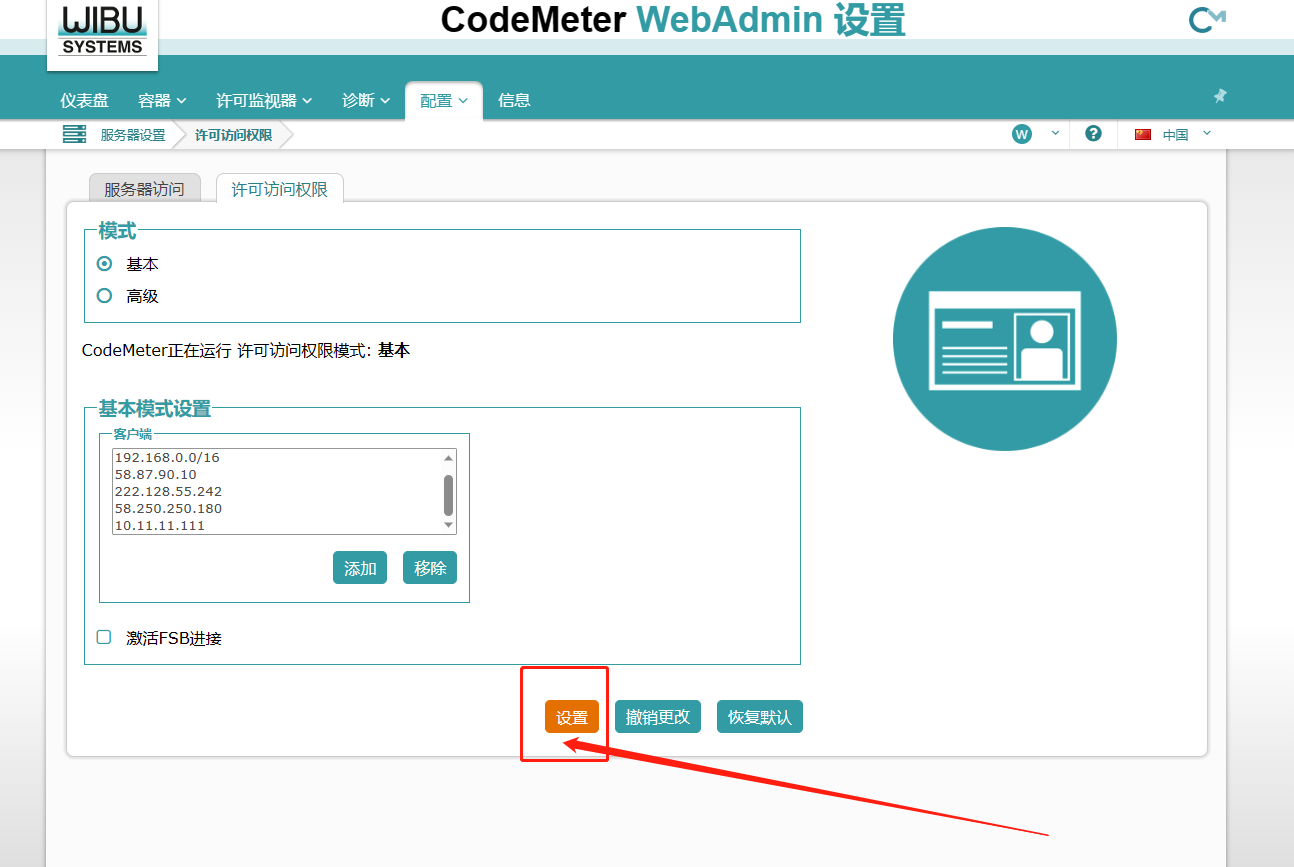 WIBU
SYSTEMS
CodeMeter WebAdmin 设置
仪表盘 容器 许可监视器 诊断 配置 信息
服务器设置 许可访问权限 W ? 中国
服务器访问 许可访问权限
模式
基本
高级
CodeMeter正在运行 许可访问权限模式: 基本
基本模式设置
客户端
192.168.0.0/16
58.87.90.10
222.128.55.242
58.250.250.180
10.11.11.111
添加 移除
激活FSB进接
设置 撤销更改 恢复默认